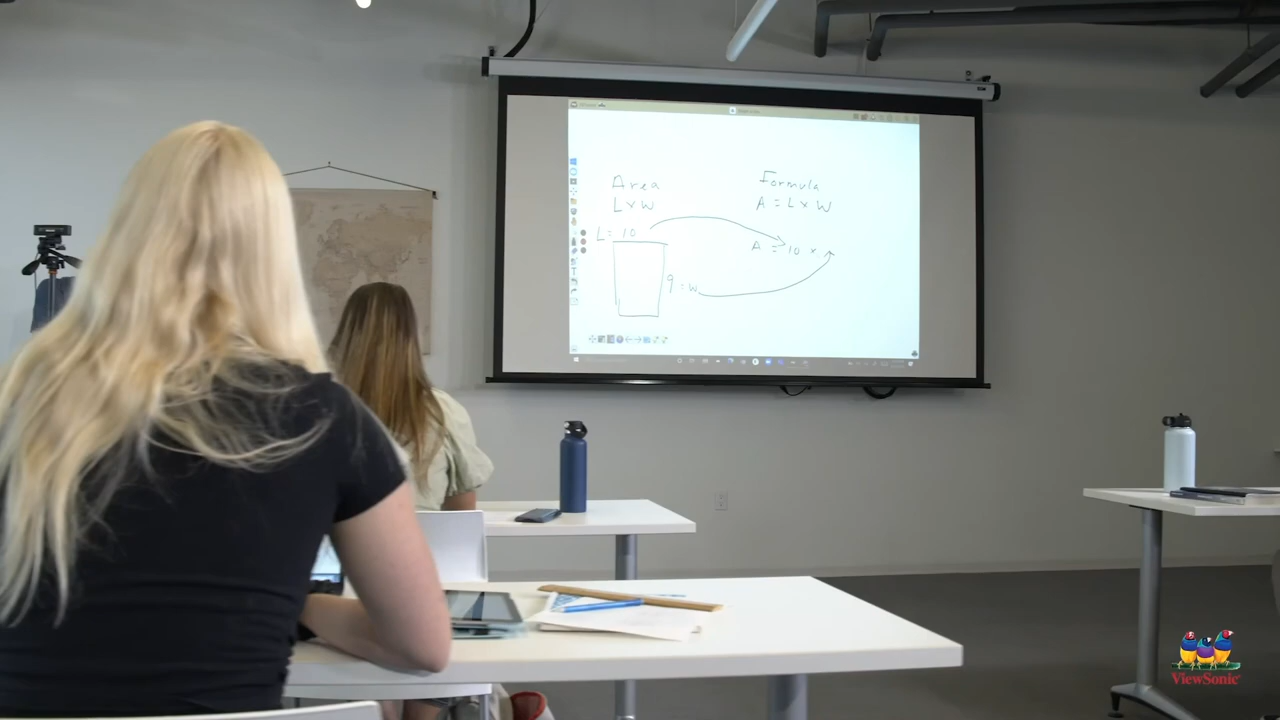 Area
L x W
L = 10
9 = W
Formula
A = L x W
A = 10 x
ViewSonic